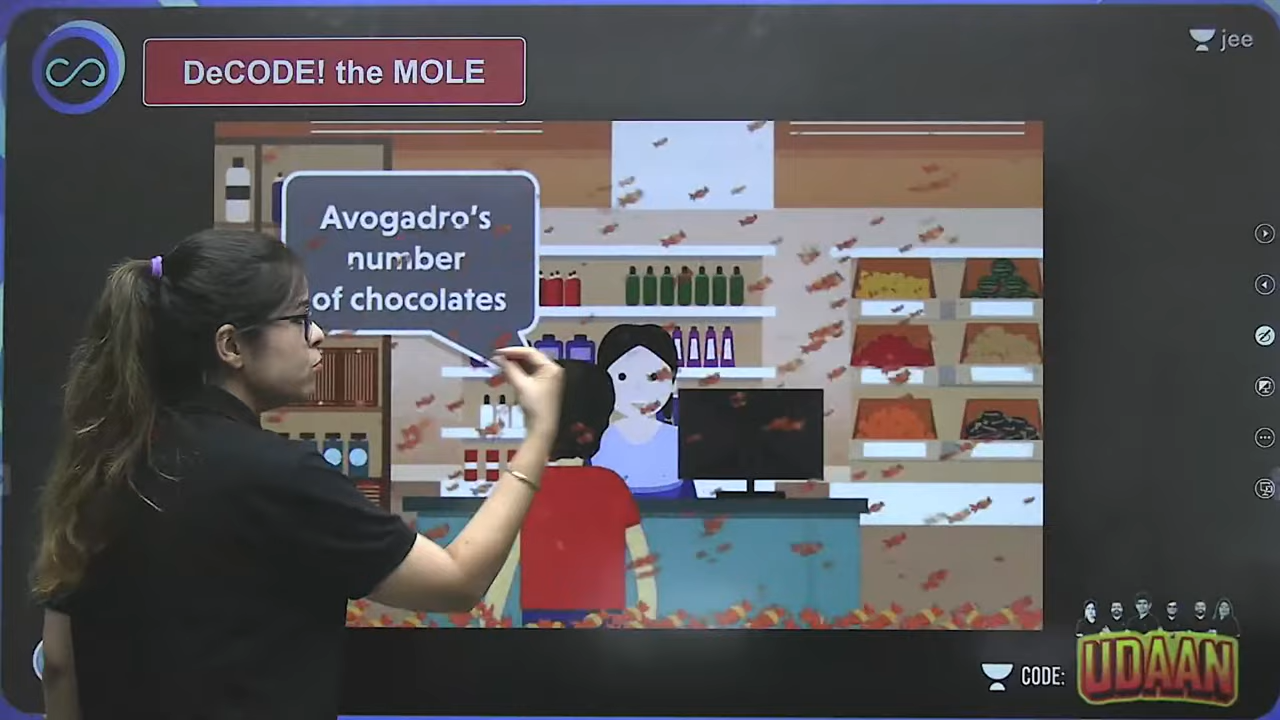 DeCODE! the MOLE
jee
Avogadro's
number
of chocolates
CODE:
UDAAN